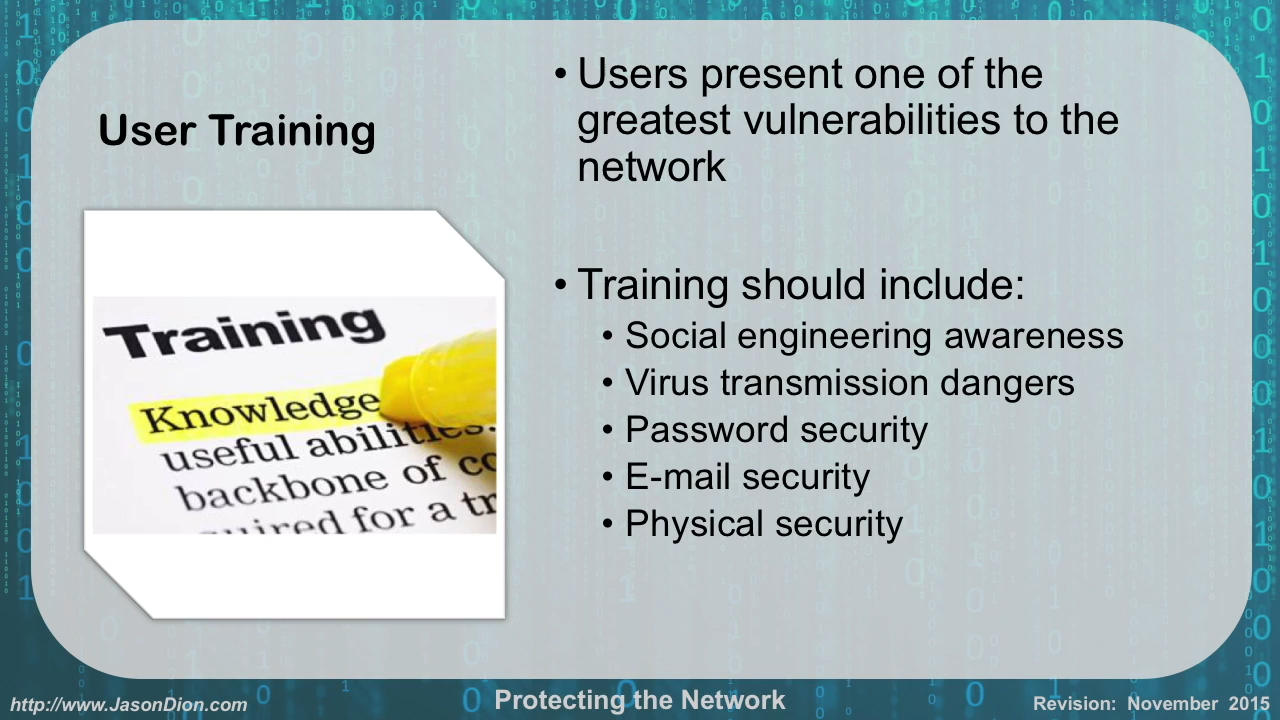 User Training
Training
Knowledge
useful abilities.
backbone of
for a
• Users present one of the
greatest vulnerabilities to the
network
• Training should include:
• Social engineering awareness
• Virus transmission dangers
• Password security
• E-mail security
• Physical security
http://www.JasonDion.com
Protecting the Network
Revision: November 2015